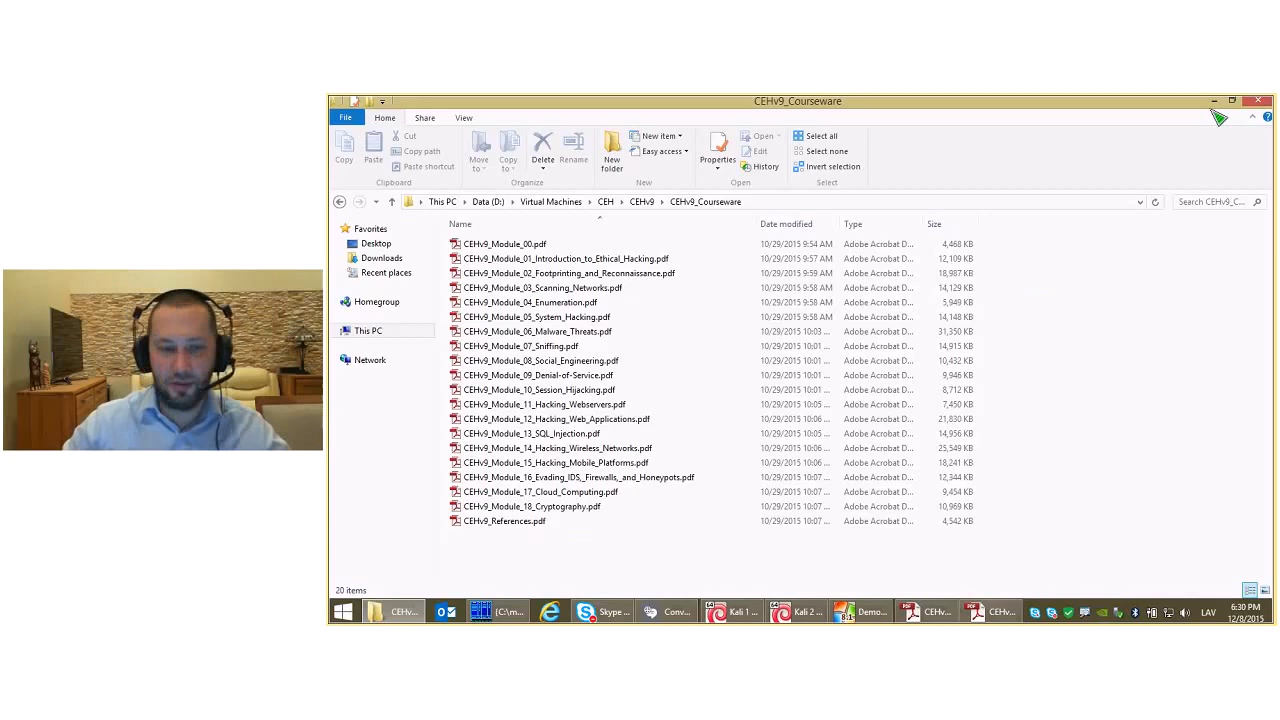 CEHv9_Courseware
File Home Share View
Cut
Copy path
Paste shortcut
Copy Paste
Clipboard
Move to Copy to Delete Rename
Organize
New folder
New item
Easy access
New
Properties
Open
Edit
History
Open
Select all
Select none
Invert selection
Select
This PC Data (D:) Virtual Machines CEH CEHv9 CEHv9_Courseware
Search CEHv9_C...
Favorites
Desktop
Downloads
Recent places
Homegroup
This PC
Network
Name Date modified Type Size
CEHv9_Module_00.pdf 10/29/2015 9:54 AM Adobe Acrobat D... 4,468 KB
CEHv9_Module_01_Introduction_to_Ethical_Hacking.pdf 10/29/2015 9:57 AM Adobe Acrobat D... 12,109 KB
CEHv9_Module_02_Footprinting_and_Reconnaissance.pdf 10/29/2015 9:59 AM Adobe Acrobat D... 18,987 KB
CEHv9_Module_03_Scanning_Networks.pdf 10/29/2015 9:58 AM Adobe Acrobat D... 14,129 KB
CEHv9_Module_04_Enumeration.pdf 10/29/2015 9:58 AM Adobe Acrobat D... 5,949 KB
CEHv9_Module_05_System_Hacking.pdf 10/29/2015 9:58 AM Adobe Acrobat D... 14,148 KB
CEHv9_Module_06_Malware_Threats.pdf 10/29/2015 10:03 ... Adobe Acrobat D... 31,350 KB
CEHv9_Module_07_Sniffing.pdf 10/29/2015 10:01 ... Adobe Acrobat D... 14,915 KB
CEHv9_Module_08_Social_Engineering.pdf 10/29/2015 10:01 ... Adobe Acrobat D... 10,432 KB
CEHv9_Module_09_Denial-of-Service.pdf 10/29/2015 10:01 ... Adobe Acrobat D... 9,946 KB
CEHv9_Module_10_Session_Hijacking.pdf 10/29/2015 10:01 ... Adobe Acrobat D... 8,712 KB
CEHv9_Module_11_Hacking_Webservers.pdf 10/29/2015 10:05 ... Adobe Acrobat D... 7,450 KB
CEHv9_Module_12_Hacking_Web_Applications.pdf 10/29/2015 10:06 ... Adobe Acrobat D... 21,830 KB
CEHv9_Module_13_SQL_Injection.pdf 10/29/2015 10:05 ... Adobe Acrobat D... 14,956 KB
CEHv9_Module_14_Hacking_Wireless_Networks.pdf 10/29/2015 10:06 ... Adobe Acrobat D... 25,549 KB
CEHv9_Module_15_Hacking_Mobile_Platforms.pdf 10/29/2015 10:06 ... Adobe Acrobat D... 18,241 KB
CEHv9_Module_16_Evading_IDS,_Firewalls,_and_Honeypots.pdf 10/29/2015 10:07 ... Adobe Acrobat D... 12,344 KB
CEHv9_Module_17_Cloud_Computing.pdf 10/29/2015 10:07 ... Adobe Acrobat D... 9,454 KB
CEHv9_Module_18_Cryptography.pdf 10/29/2015 10:07 ... Adobe Acrobat D... 10,969 KB
CEHv9_References.pdf 10/29/2015 10:07 ... Adobe Acrobat D... 4,542 KB
20 items
CEHv... [C:\m... Skype ... Conv... Kali 1 ... Kali 2 ... Demo... CEHv... CEHv... LAV 6:30 PM
12/8/2015